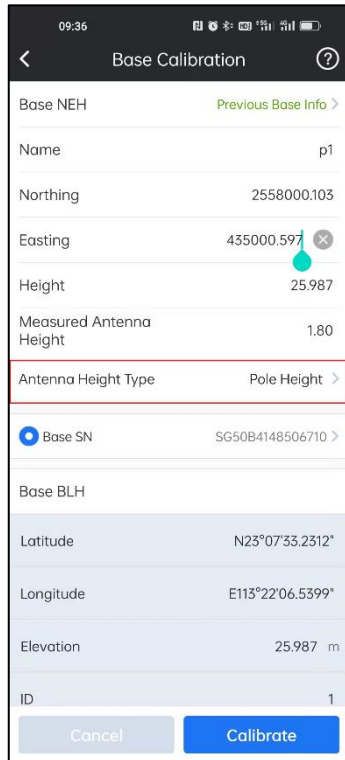 09:36
Base Calibration
Base NEH Previous Base Info >
Name p1
Northing 2558000.103
Easting 435000.597
Height 25.987
Measured Antenna
Height 1.80
Antenna Height Type Pole Height >
Base SN SG50B4148506710 >
Base BLH
Latitude N23°07'33.2312"
Longitude E113°22'06.5399"
Elevation 25.987 m
ID 1
Cancel Calibrate